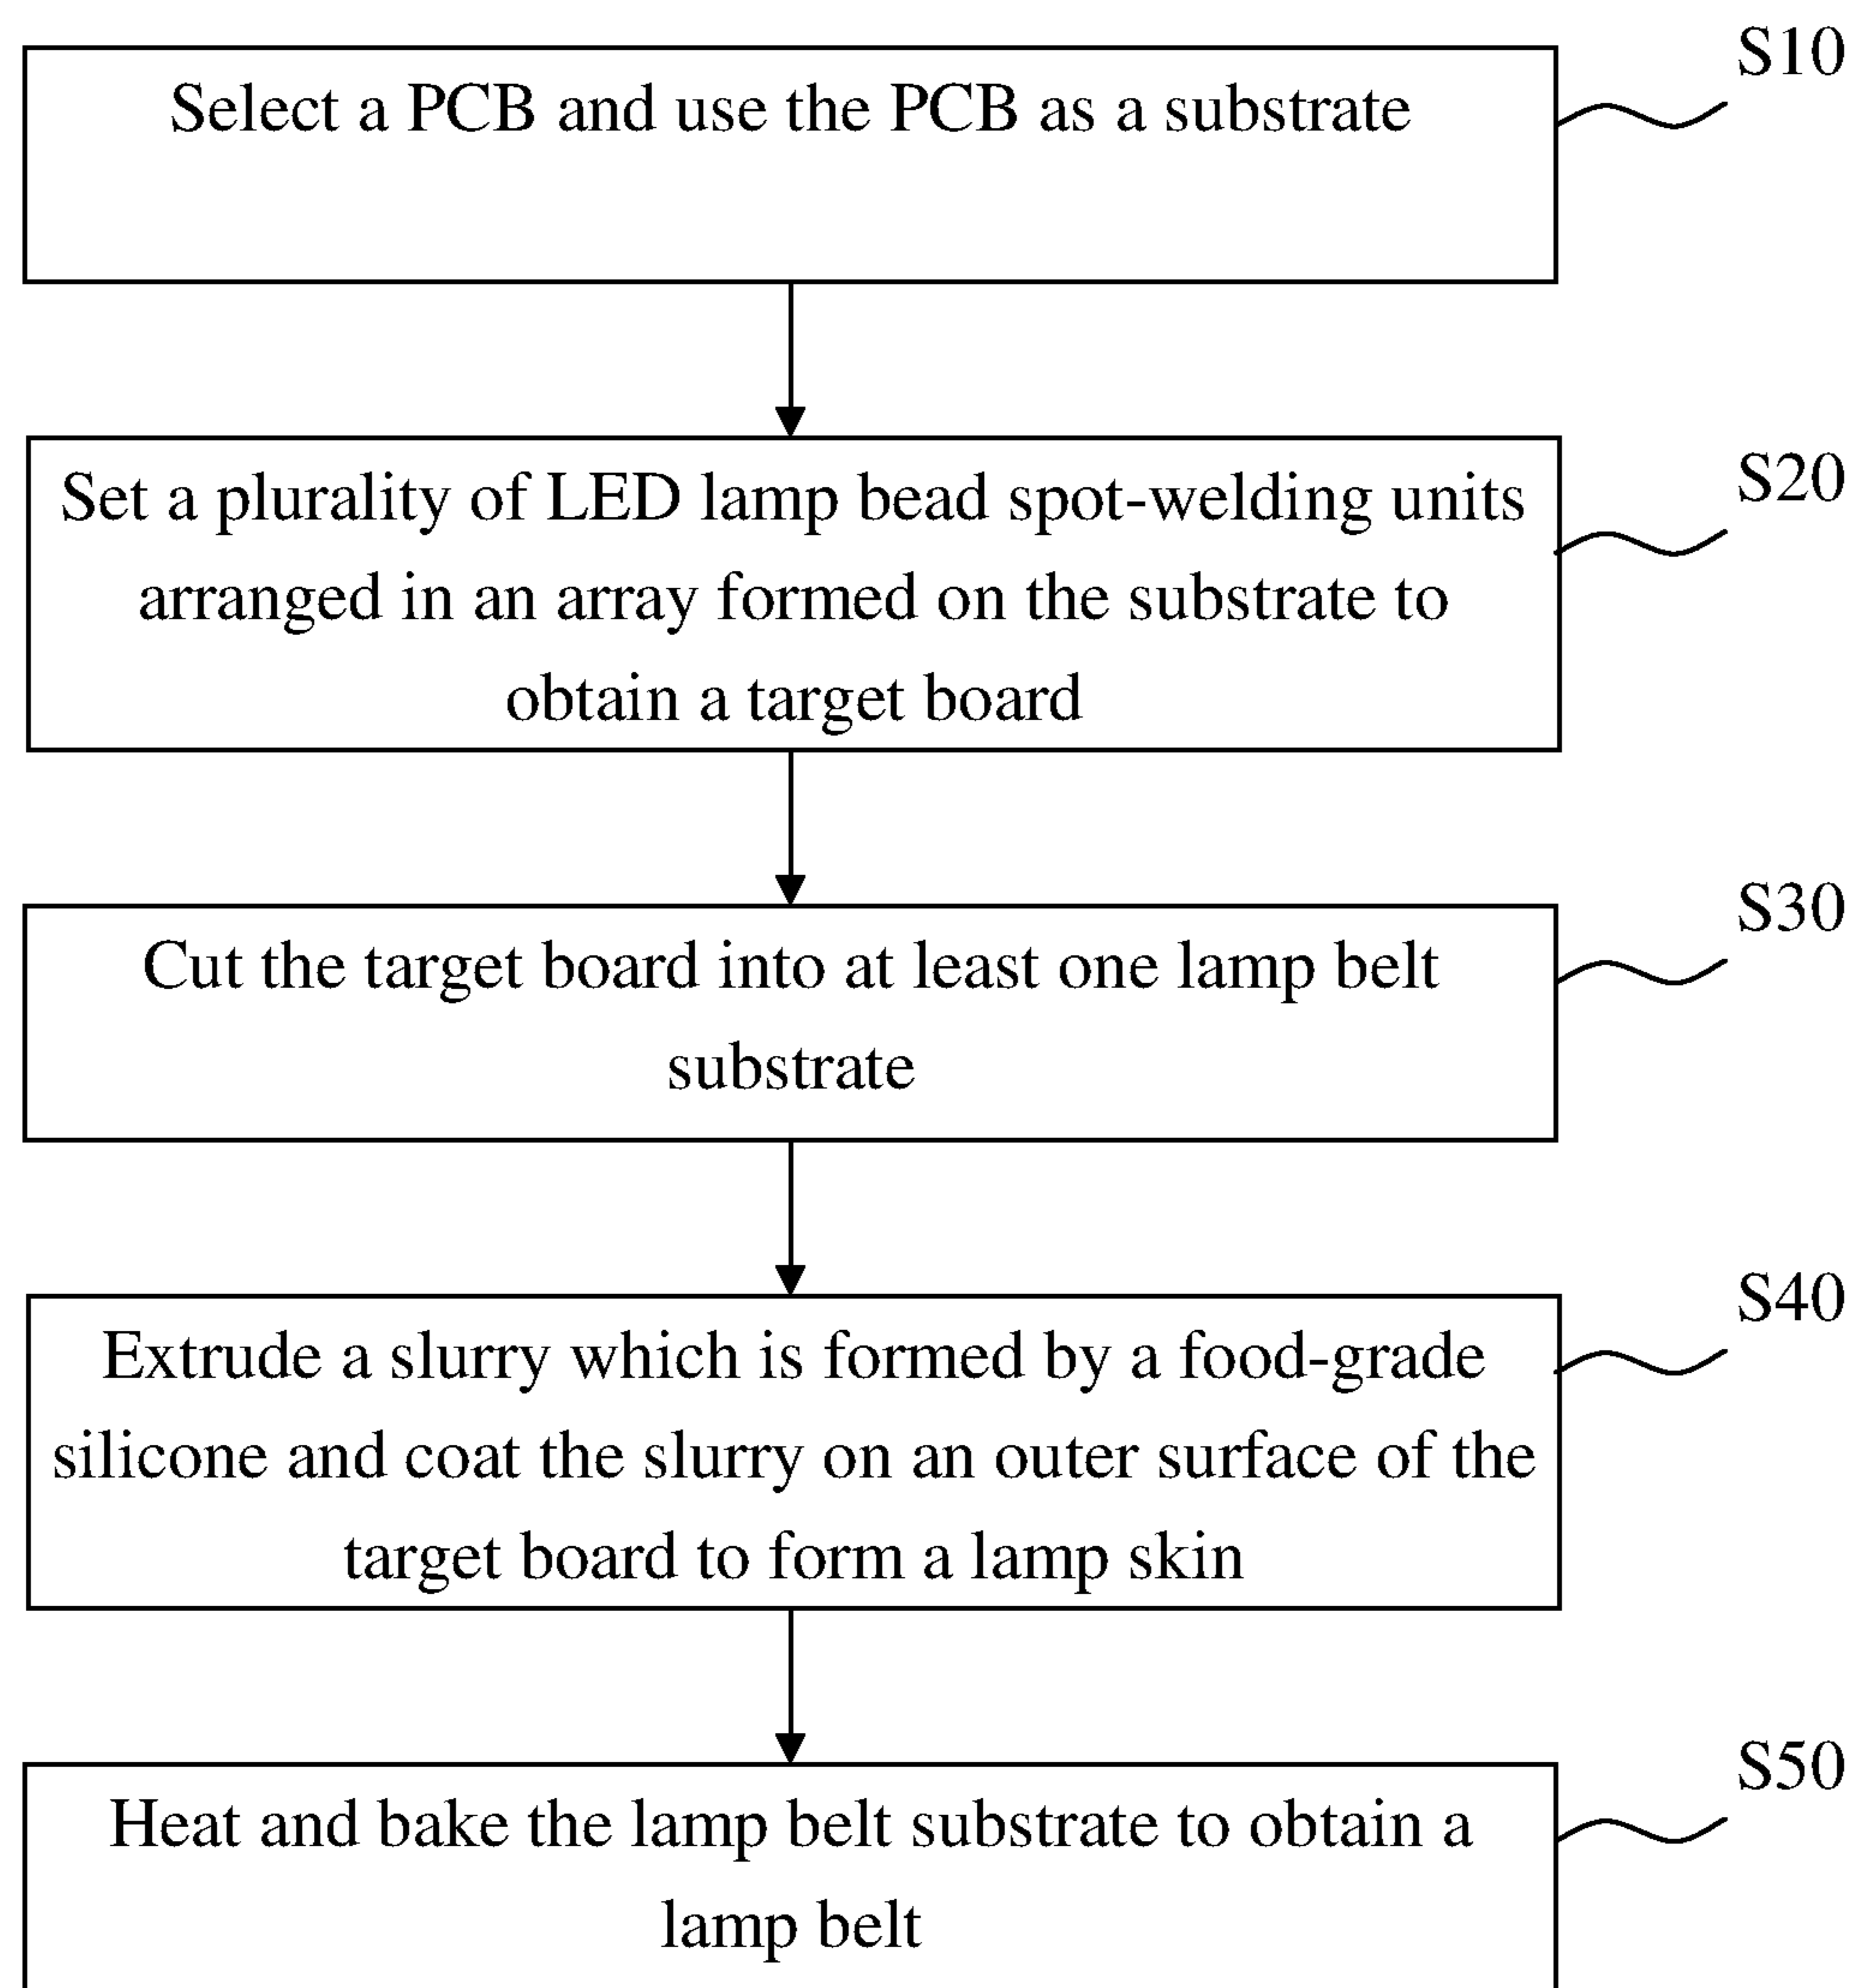 S10
Select a PCB and use the PCB as a substrate
S20
Set a plurality of LED lamp bead spot-welding units
arranged in an array formed on the substrate to
obtain a target board
S30
Cut the target board into at least one lamp belt
substrate
S40
Extrude a slurry which is formed by a food-grade
silicone and coat the slurry on an outer surface of the
target board to form a lamp skin
S50
Heat and bake the lamp belt substrate to obtain a
lamp belt